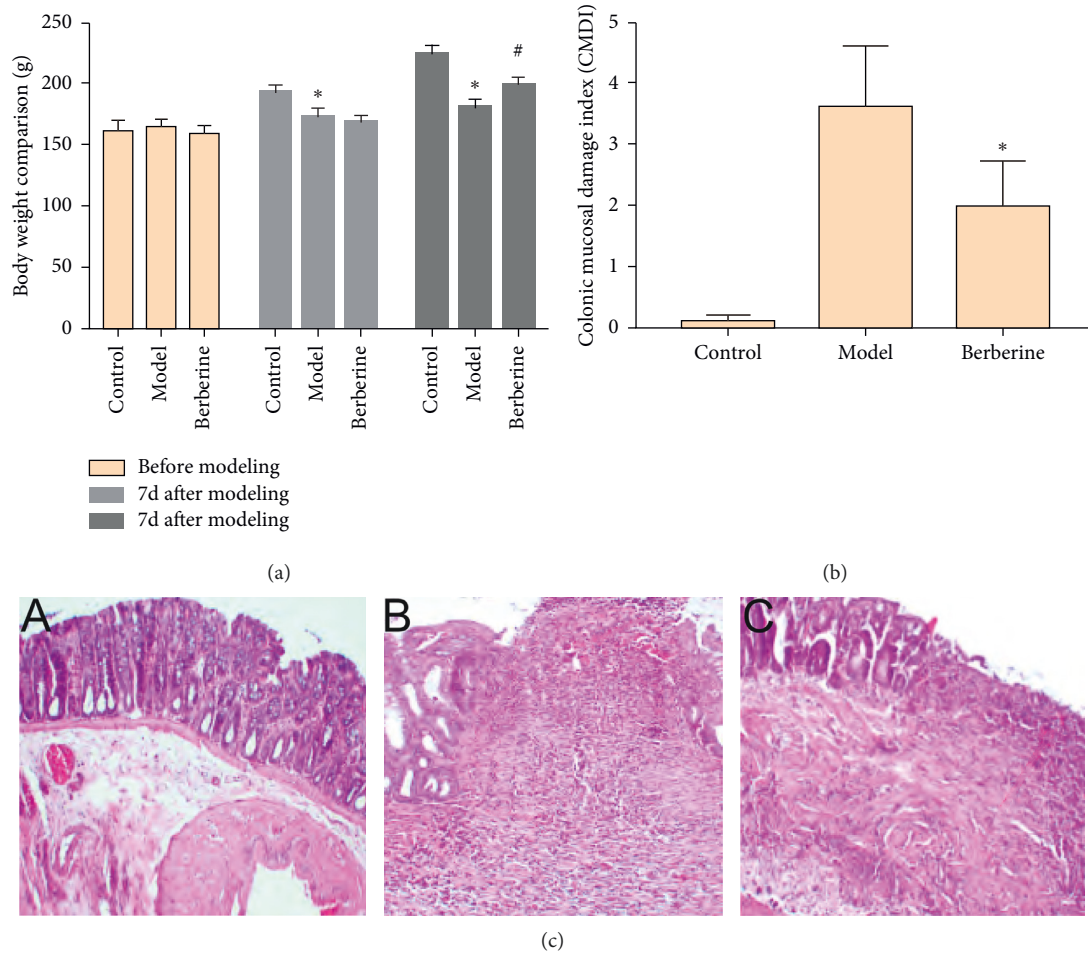 Body weight comparison (g)
250
200
150
100
50
0
*
*
#
Control
Model
Berberine
Control
Model
Berberine
Control
Model
Berberine
Before modeling
7d after modeling
7d after modeling
(a)
Colonic mucosal damage index (CMDI)
5
4
3
2
1
0
*
Control
Model
Berberine
(b)
A
B
C
(c)